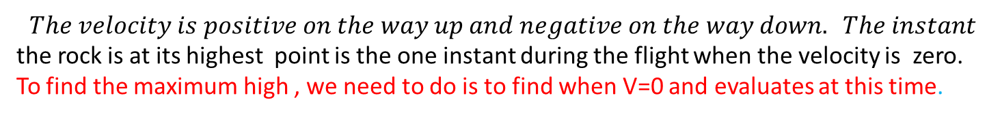 The velocity is positive on the way up and negative on the way down. The instant
the rock is at its highest point is the one instant during the flight when the velocity is zero.
To find the maximum high , we need to do is to find when V=0 and evaluates at this time.